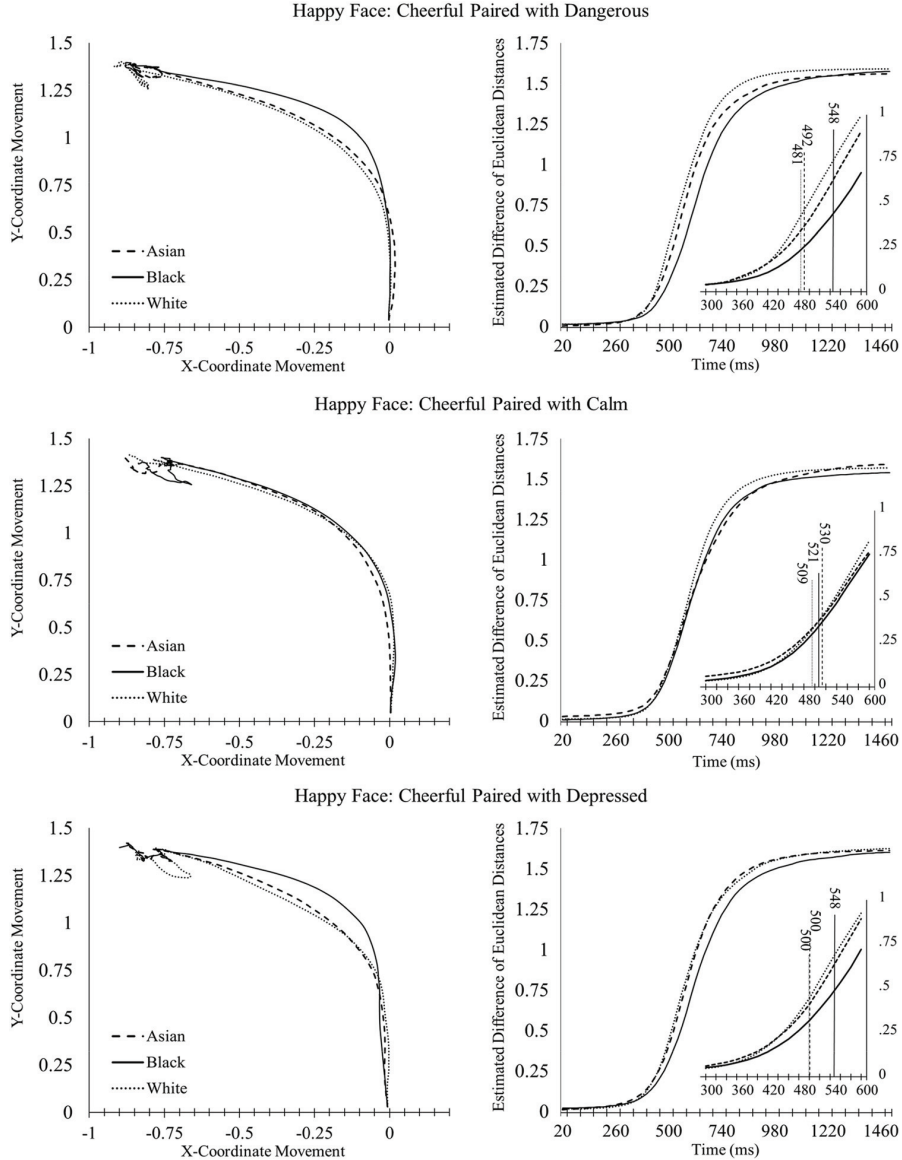 Happy Face: Cheerful Paired with Dangerous
Y-Coordinate Movement
1.5
1.25
1
0.75
0.5
0.25
0
Asian
Black
White
-1 -0.75 -0.5 -0.25 0
X-Coordinate Movement
Estimated Difference of Euclidean Distances
1.75
1.5
1.25
1
0.75
0.5
0.25
0
20 260 500 740 980 1220 1460
Time (ms)
481
492
548
1
.75
.5
.25
0
300 360 420 480 540 600
Happy Face: Cheerful Paired with Calm
Y-Coordinate Movement
1.5
1.25
1
0.75
0.5
0.25
0
Asian
Black
White
-1 -0.75 -0.5 -0.25 0
X-Coordinate Movement
Estimated Difference of Euclidean Distances
1.75
1.5
1.25
1
0.75
0.5
0.25
0
20 260 500 740 980 1220 1460
Time (ms)
509
521
530
1
.75
.5
.25
0
300 360 420 480 540 600
Happy Face: Cheerful Paired with Depressed
Y-Coordinate Movement
1.5
1.25
1
0.75
0.5
0.25
0
Asian
Black
White
-1 -0.75 -0.5 -0.25 0
X-Coordinate Movement
Estimated Difference of Euclidean Distances
1.75
1.5
1.25
1
0.75
0.5
0.25
0
20 260 500 740 980 1220 1460
Time (ms)
500
500
548
1
.75
.5
.25
0
300 360 420 480 540 600